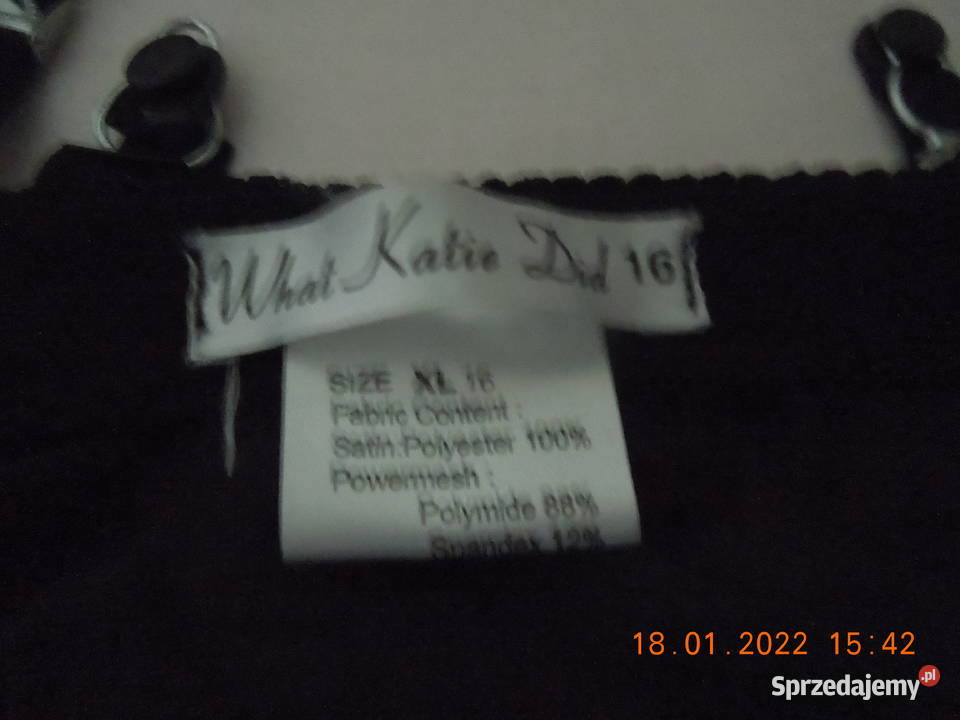 What Katie Did 16
SIZE XL 16
Fabric Content :
Satin:Polyester 100%
Powermesh :
Polymide 88%
Spandex 12%
18.01.2022 15:42
Sprzedajemy.pl